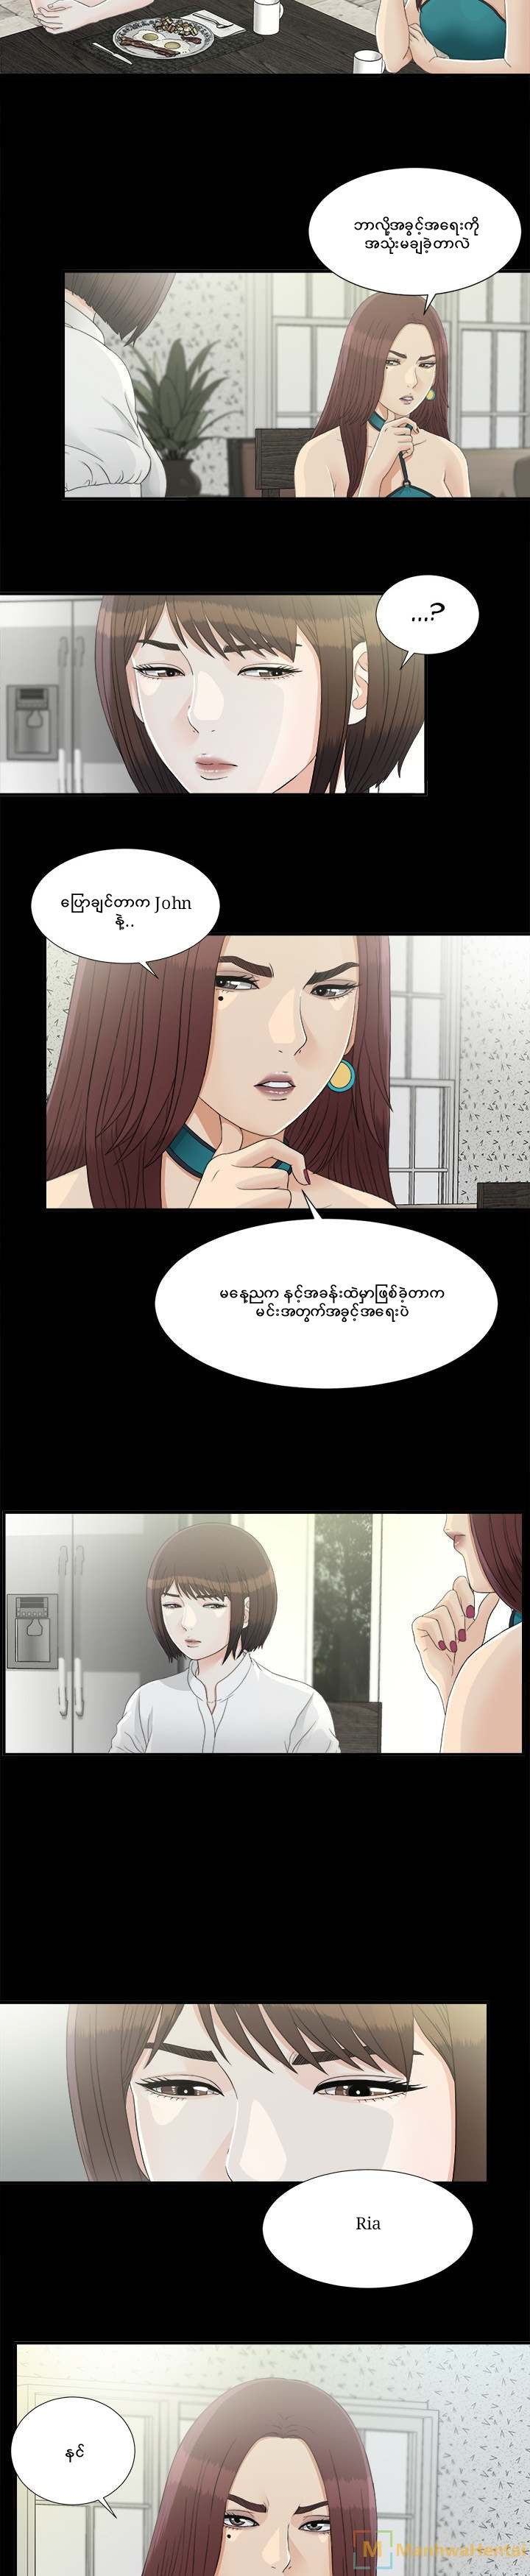 ဘာလို့အခွင့်အရေးကို
အသုံးမချခဲ့တာလဲ
...?
ပြောချင်တာက John
နဲ့..
မနေ့ညက နင့်အခန်းထဲမှာဖြစ်ခဲ့တာက
မင်းအတွက်အခွင့်အရေးပဲ
Ria
နင်
M ManhwaHentai